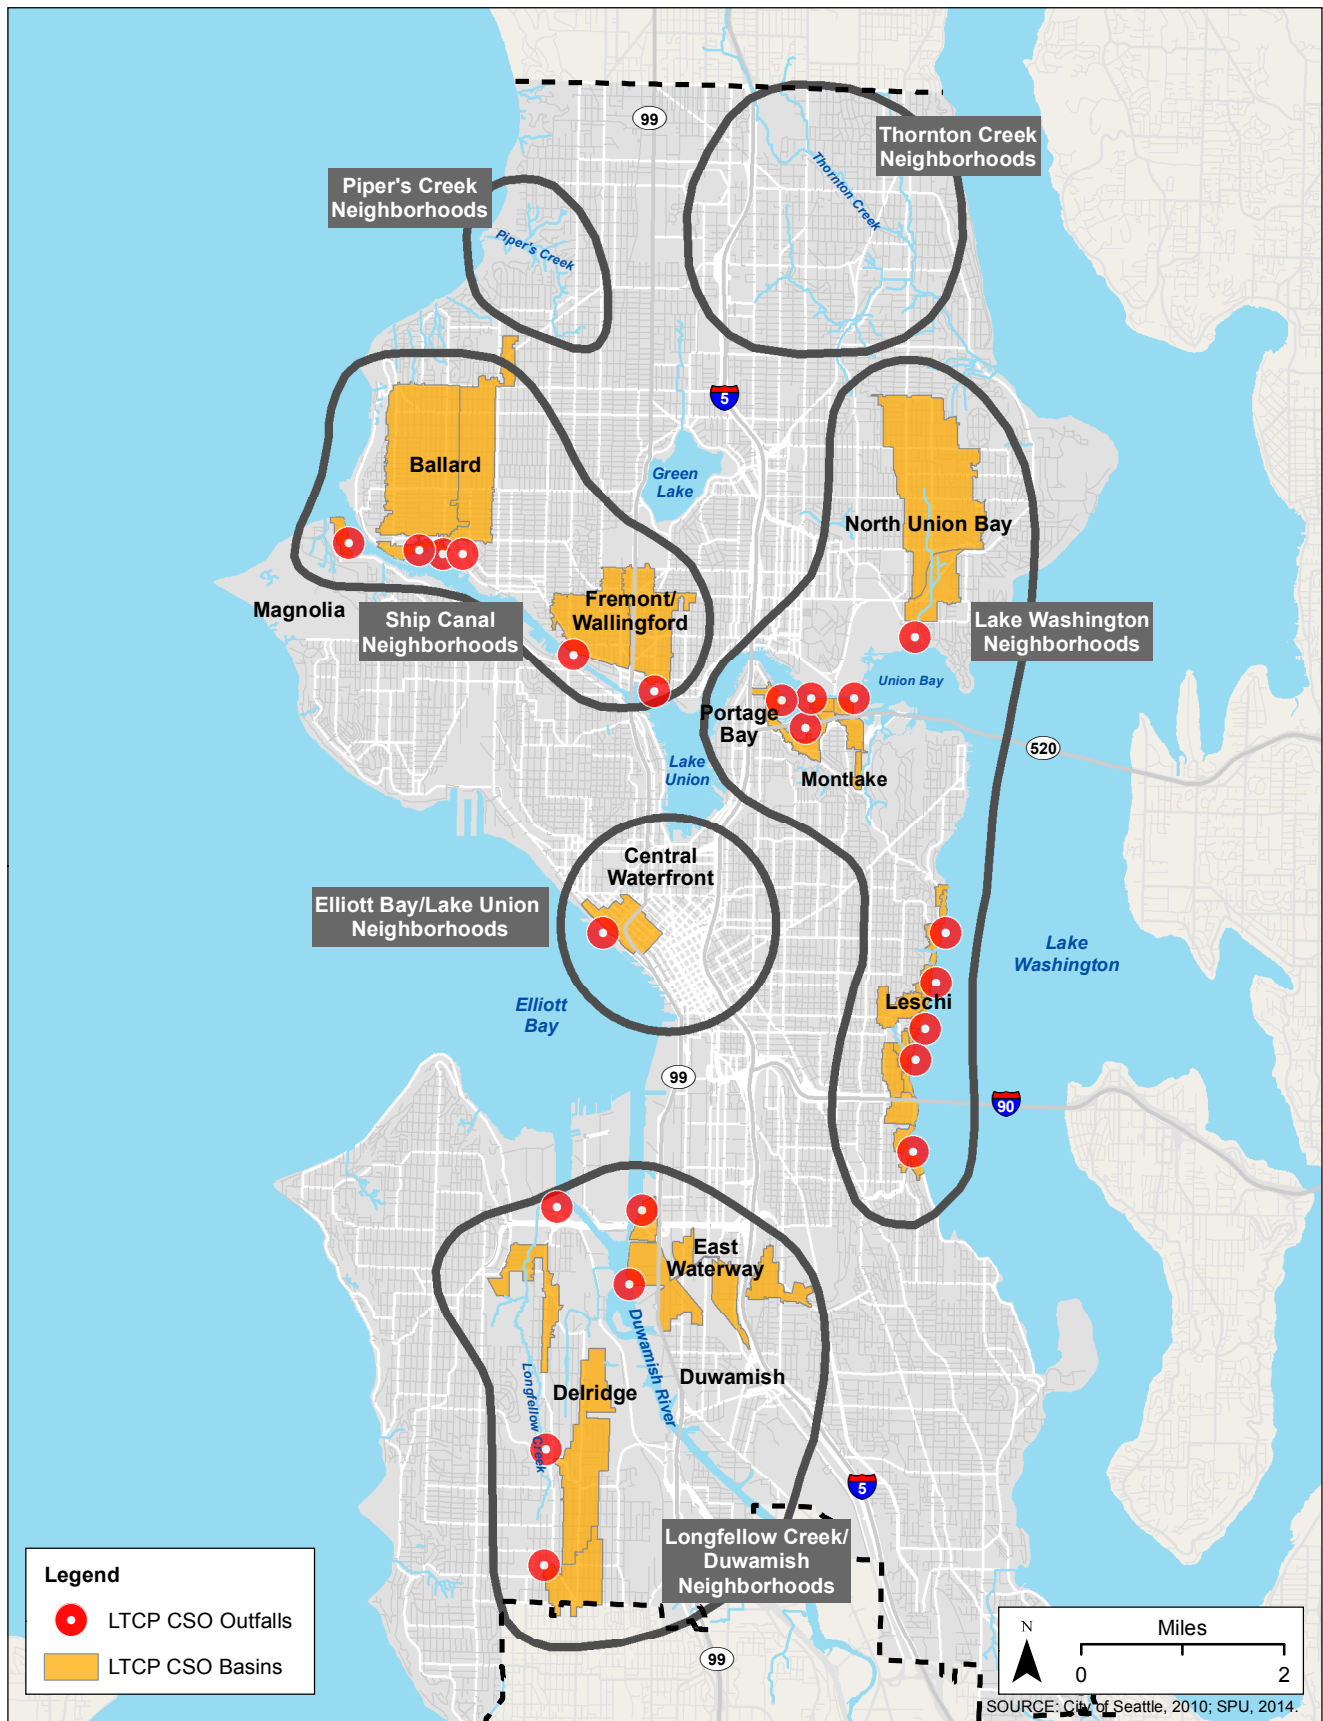 99
Thornton Creek
Neighborhoods
Thornton Creek
Piper's Creek
Neighborhoods
Piper's Creek
5
Ballard
Green
Lake
North Union Bay
Magnolia
Ship Canal
Neighborhoods
Fremont/
Wallingford
Lake Washington
Neighborhoods
Union Bay
Portage
Bay
520
Lake
Union
Montlake
Central
Waterfront
Elliott Bay/Lake Union
Neighborhoods
Lake
Washington
Elliott
Bay
Leschi
99
90
East
Waterway
Duwamish River
Duwamish
Longfellow Creek
Delridge
5
Longfellow Creek/
Duwamish
Neighborhoods
Legend
LTCP CSO Outfalls
LTCP CSO Basins
99
N
Miles
0 2
SOURCE: City of Seattle, 2010; SPU, 2014.